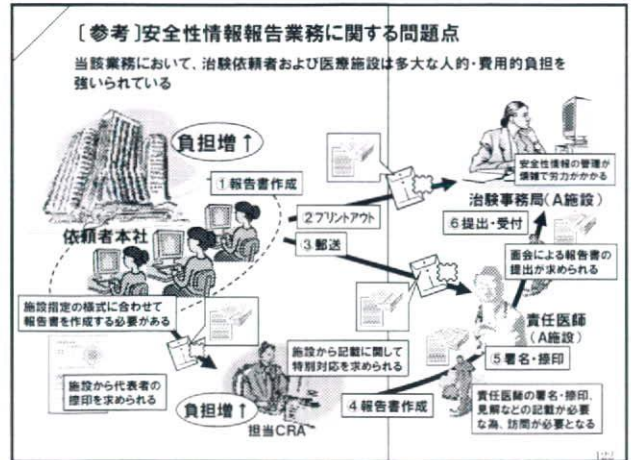 〔参考〕安全性情報報告業務に関する問題点
当該業務において、治験依頼者および医療施設は多大な人的・費用的負担を
強いられている
負担増↑
①報告書作成
②プリントアウト
③郵送
依頼者本社
安全性情報の管理が
煩雑で労力がかかる
治験事務局(A施設)
⑥提出・受付
面会による報告書の
提出が求められる
施設指定の様式に合わせて
報告書を作成する必要がある
施設から代表者の
捺印を求められる
施設から記載に関して
特別対応を求められる
負担増↑
担当CRA
④報告書作成
責任医師
(A施設)
⑤署名・捺印
責任医師の署名・捺印、
見解などの記載が必要
な為、訪問が必要となる